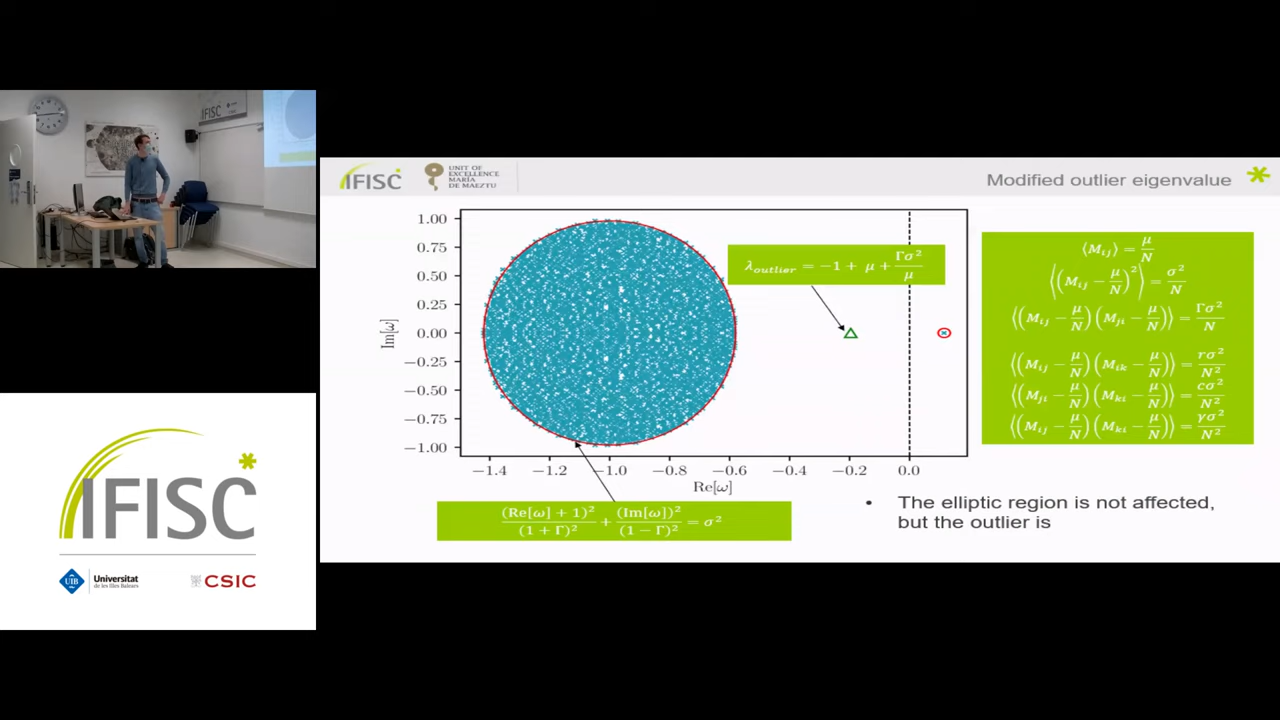 IFISC
IFISC
UNIT OF
EXCELLENCE
MARÍA
DE MAEZTU
Modified outlier eigenvalue
1.00
0.75
0.50
0.25
0.00
−0.25
−0.50
−0.75
−1.00
Im[ω]
−1.4 −1.2 −1.0 −0.8 −0.6 −0.4 −0.2 0.0
Re[ω]
λ_outlier = −1 + μ + Γσ²/μ
(Re[ω] + 1)²/(1 + Γ)² + (Im[ω])²/(1 − Γ)² = σ²
⟨M_ij⟩ = μ/N
⟨(M_ij − μ/N)²⟩ = σ²/N
⟨(M_ij − μ/N)(M_ji − μ/N)⟩ = Γσ²/N
⟨(M_ij − μ/N)(M_ik − μ/N)⟩ = rσ²/N²
⟨(M_ji − μ/N)(M_ki − μ/N)⟩ = cσ²/N²
⟨(M_ij − μ/N)(M_ki − μ/N)⟩ = γσ²/N²
• The elliptic region is not affected,
but the outlier is
IFISC
UIB
Universitat
de les Illes Balears
CSIC